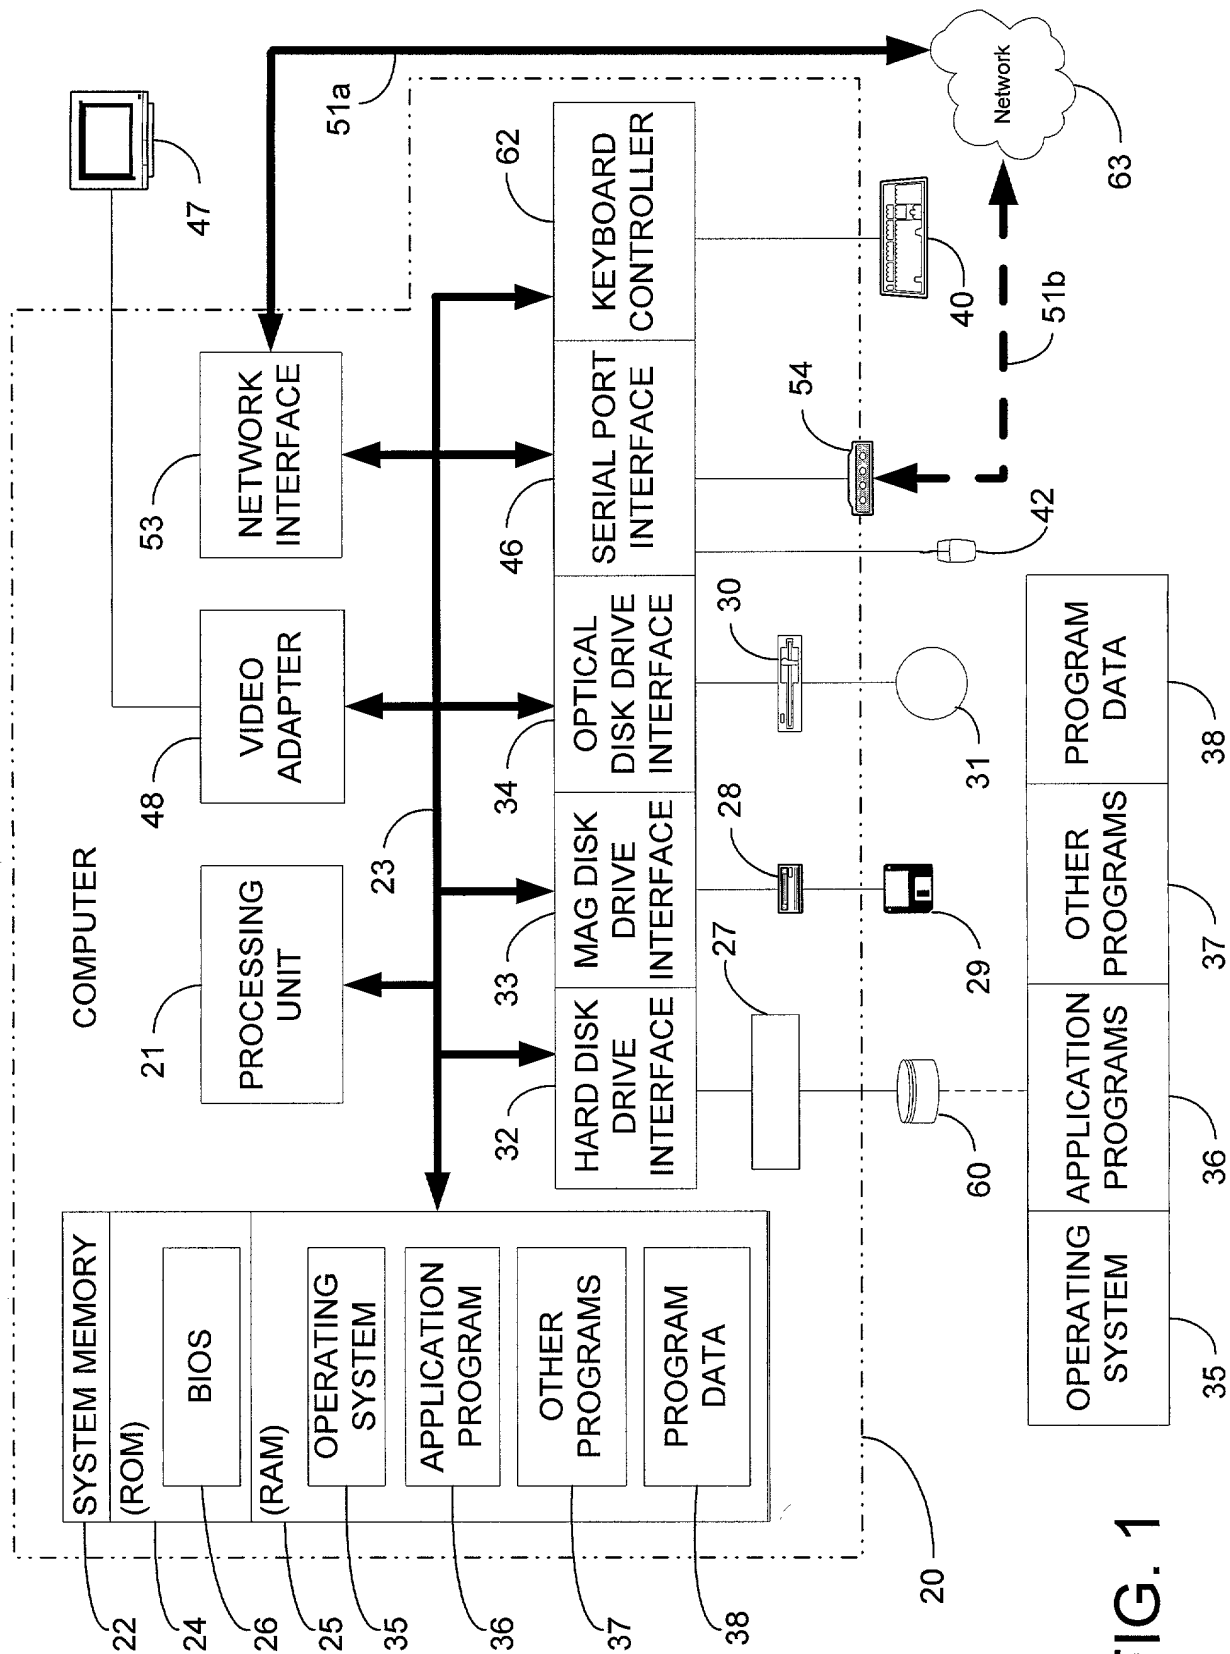 COMPUTER
47
51a
SYSTEM MEMORY
(ROM)
BIOS
(RAM)
OPERATING
SYSTEM
APPLICATION
PROGRAM
OTHER
PROGRAMS
PROGRAM
DATA
22
24
26
25
35
36
37
38
21
PROCESSING
UNIT
48
VIDEO
ADAPTER
53
NETWORK
INTERFACE
23
32
HARD DISK
DRIVE
INTERFACE
33
MAG DISK
DRIVE
INTERFACE
34
OPTICAL
DISK DRIVE
INTERFACE
46
SERIAL PORT
INTERFACE
62
KEYBOARD
CONTROLLER
27
28
30
54
20
60
29
31
42
40
51b
Network
63
OPERATING
SYSTEM
APPLICATION
PROGRAMS
OTHER
PROGRAMS
PROGRAM
DATA
35
36
37
38
FIG. 1